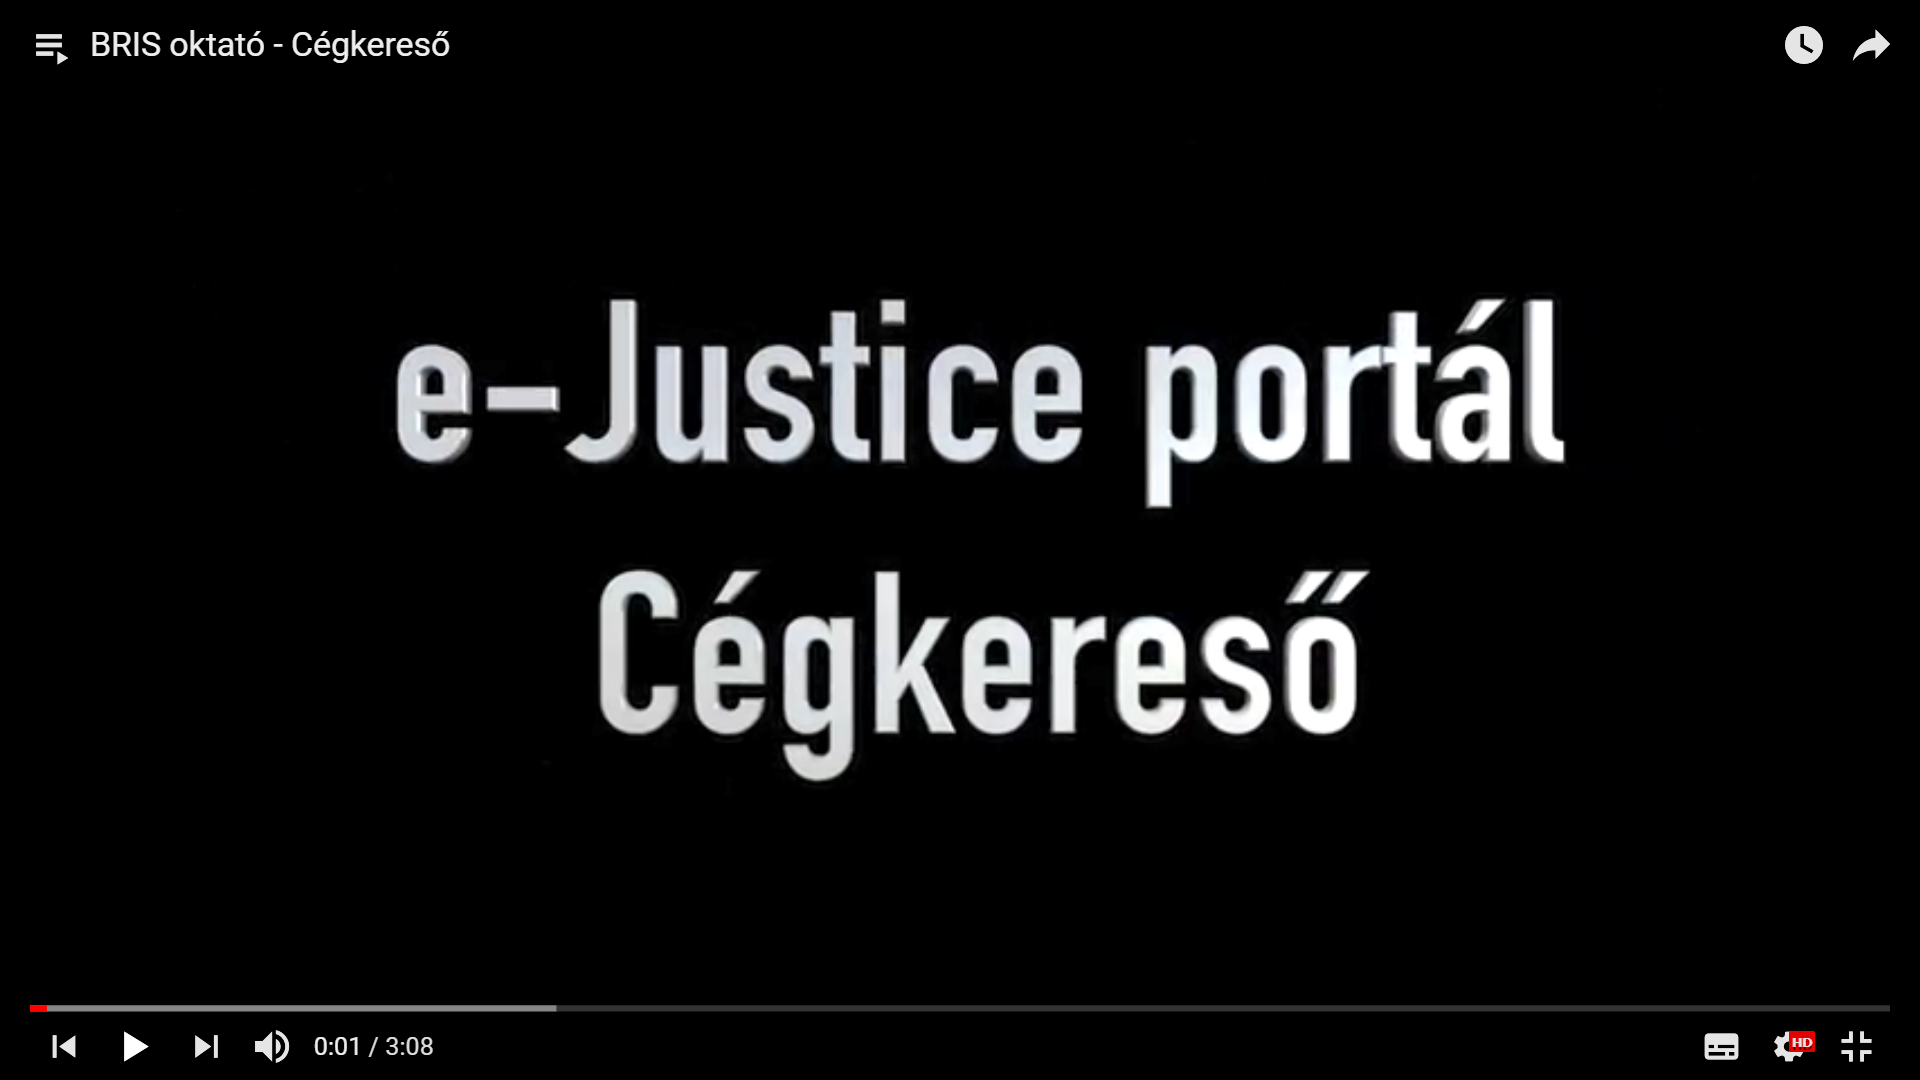 BRIS oktató - Cégkereső
e-Justice portál
Cégkereső
0:01 / 3:08
HD